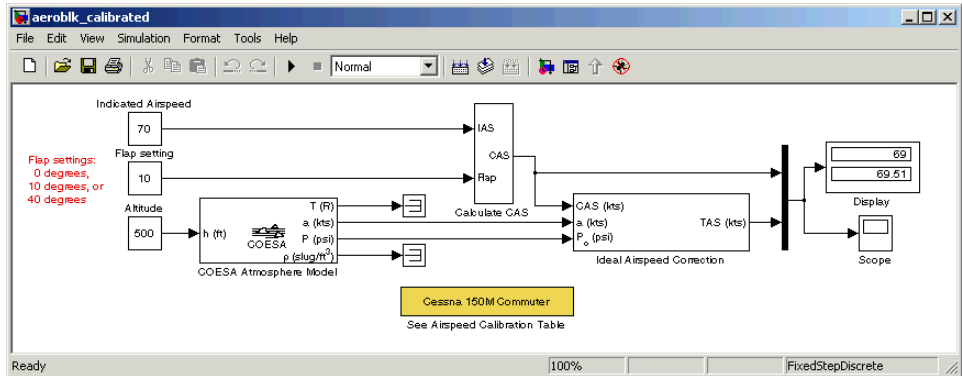 aeroblk_calibrated
File Edit View Simulation Format Tools Help
Normal
Indicated Airspeed
70
Flap setting
10
Flap settings:
0 degrees,
10 degrees, or
40 degrees
Altitude
500
IAS
CAS
Flap
Calculate CAS
h (ft)
COESA
T (R)
a (kts)
P (psi)
ρ (slug/ft³)
COESA Atmosphere Model
CAS (kts)
a (kts)
P₀ (psi)
TAS (kts)
Ideal Airspeed Correction
69
69.51
Display
Scope
Cessna 150M Commuter
See Airspeed Calibration Table
Ready
100%
FixedStepDiscrete